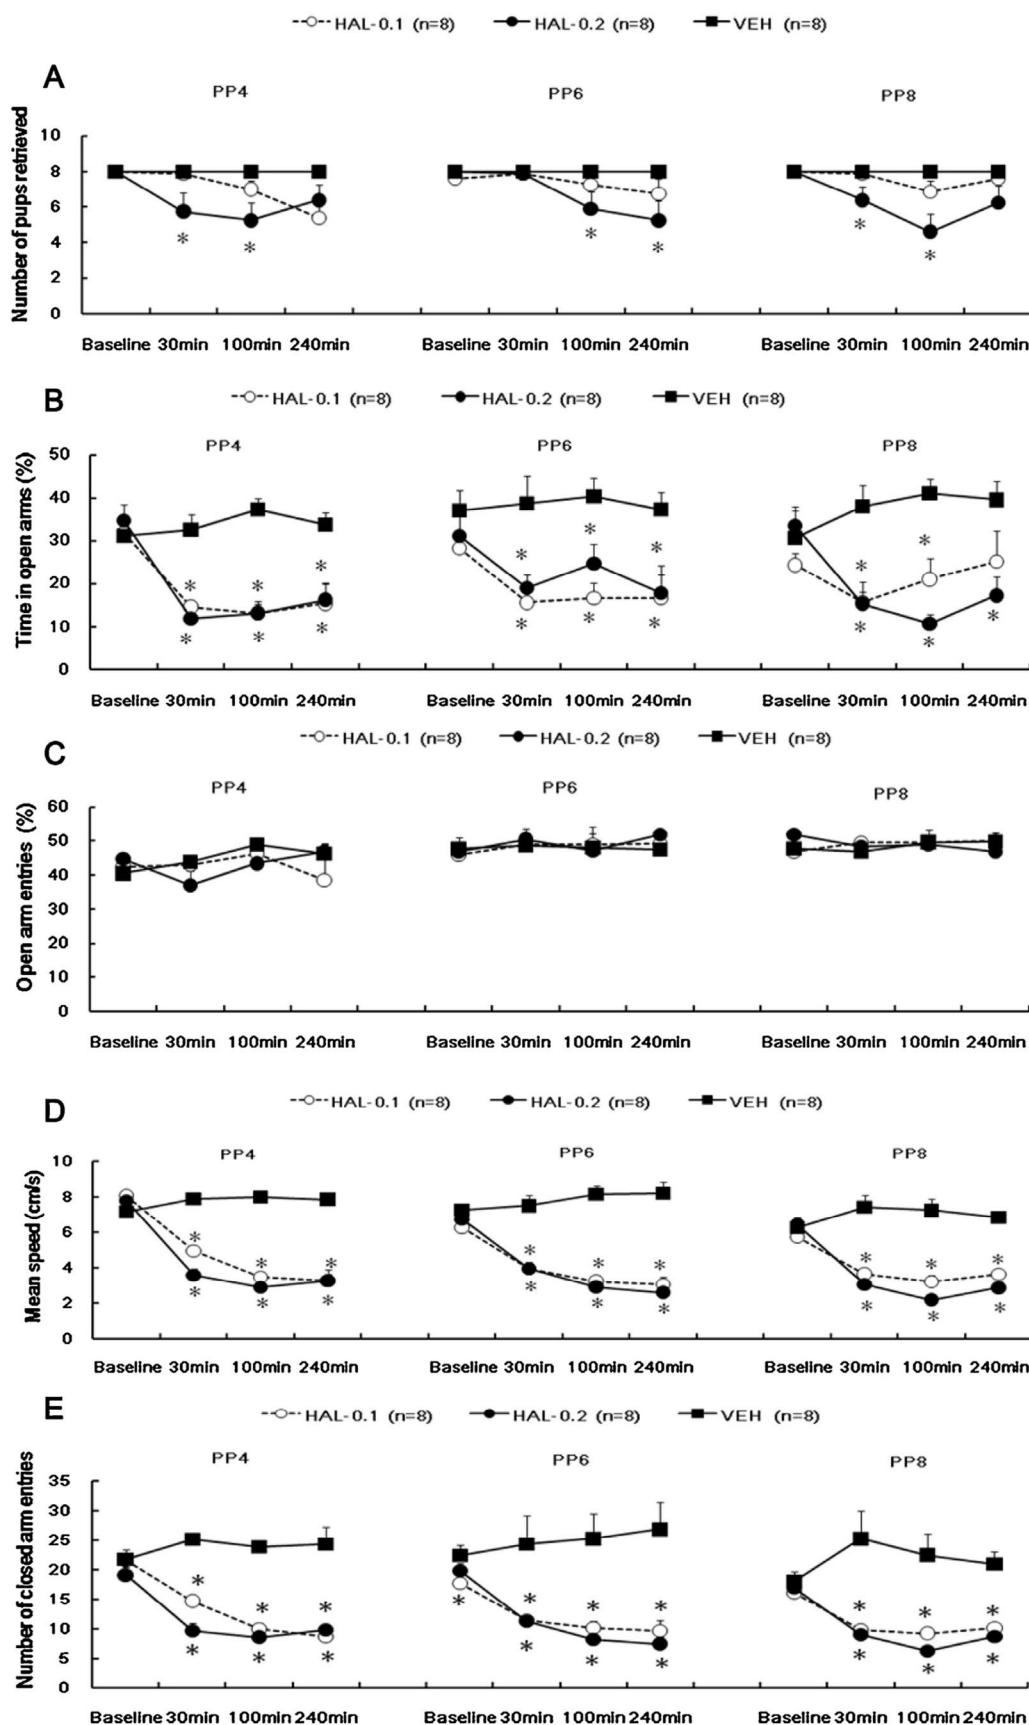 HAL-0.1 (n=8) HAL-0.2 (n=8) VEH (n=8)
A
PP4 PP6 PP8
Number of pups retrieved
10
8
6
4
2
0
* * * * * *
Baseline 30min 100min 240min Baseline 30min 100min 240min Baseline 30min 100min 240min
B
HAL-0.1 (n=8) HAL-0.2 (n=8) VEH (n=8)
PP4 PP6 PP8
Time in open arms (%)
50
40
30
20
10
0
* * * * * * * *
* * * * * * * * *
Baseline 30min 100min 240min Baseline 30min 100min 240min Baseline 30min 100min 240min
C
HAL-0.1 (n=8) HAL-0.2 (n=8) VEH (n=8)
PP4 PP6 PP8
Open arm entries (%)
60
50
40
30
20
10
0
Baseline 30min 100min 240min Baseline 30min 100min 240min Baseline 30min 100min 240min
D
HAL-0.1 (n=8) HAL-0.2 (n=8) VEH (n=8)
PP4 PP6 PP8
Mean speed (cm/s)
10
8
6
4
2
0
* * * * * * * * *
* * * * * * * * *
Baseline 30min 100min 240min Baseline 30min 100min 240min Baseline 30min 100min 240min
E
HAL-0.1 (n=8) HAL-0.2 (n=8) VEH (n=8)
PP4 PP6 PP8
Number of closed arm entries
35
30
25
20
15
10
5
0
* * * * * * * * *
* * * * * * * * * *
Baseline 30min 100min 240min Baseline 30min 100min 240min Baseline 30min 100min 240min